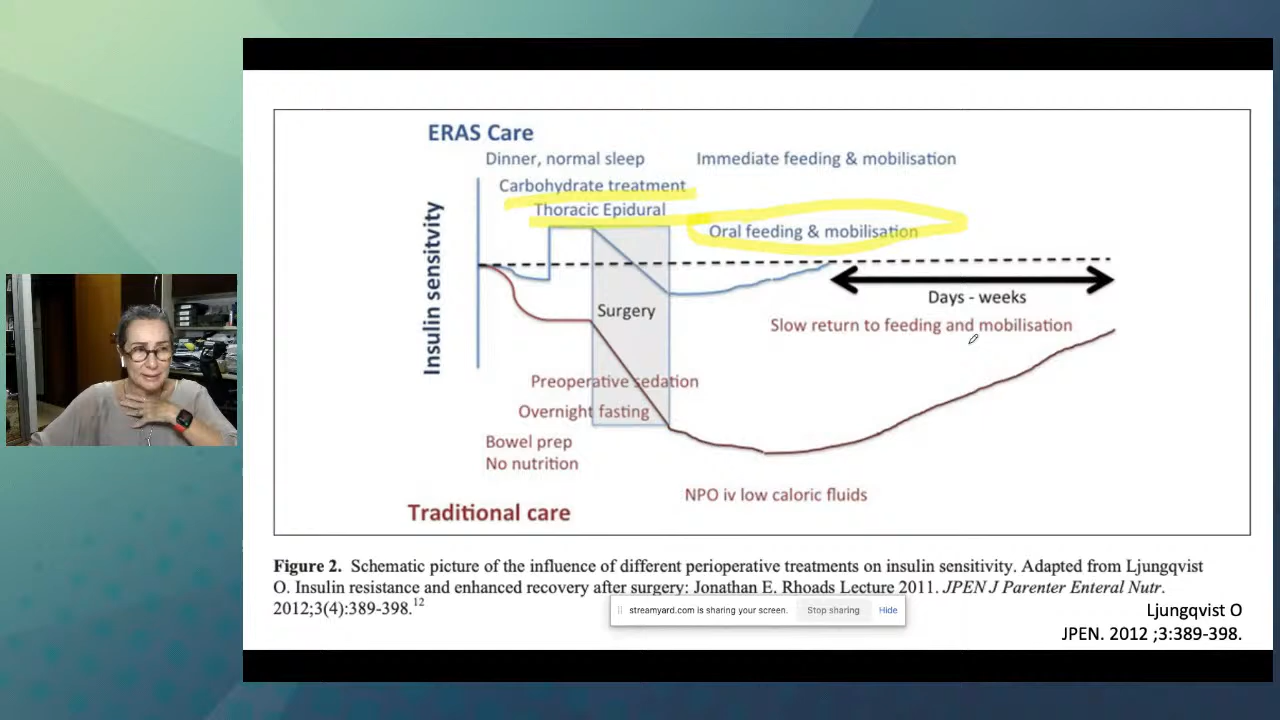 ERAS Care
Dinner, normal sleep
Immediate feeding & mobilisation
Carbohydrate treatment
Thoracic Epidural
Oral feeding & mobilisation
Insulin sensitvity
Days - weeks
Surgery
Slow return to feeding and mobilisation
Preoperative sedation
Overnight fasting
Bowel prep
No nutrition
NPO iv low caloric fluids
Traditional care
Figure 2. Schematic picture of the influence of different perioperative treatments on insulin sensitivity. Adapted from Ljungqvist
O. Insulin resistance and enhanced recovery after surgery: Jonathan E. Rhoads Lecture 2011. JPEN J Parenter Enteral Nutr.
2012;3(4):389-398.12
streamyard.com is sharing your screen.
Stop sharing
Hide
Ljungqvist O
JPEN. 2012 ;3:389-398.